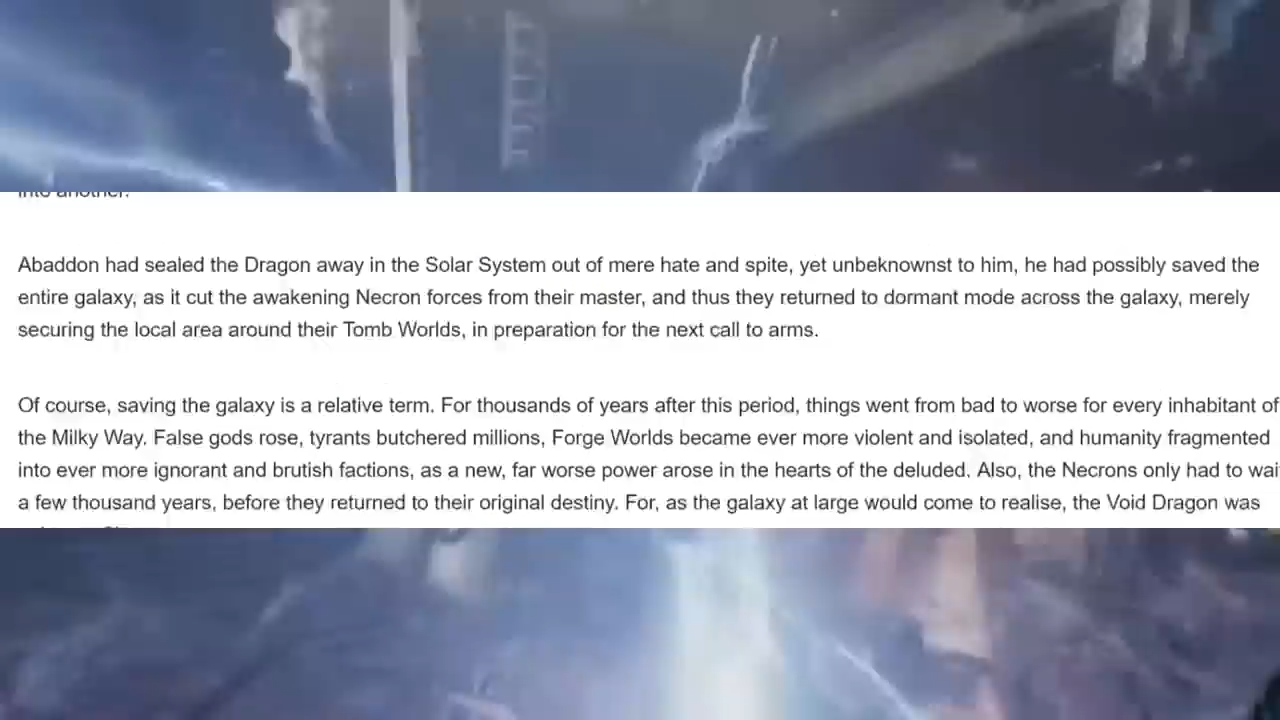 into another.
Abaddon had sealed the Dragon away in the Solar System out of mere hate and spite, yet unbeknownst to him, he had possibly saved the
entire galaxy, as it cut the awakening Necron forces from their master, and thus they returned to dormant mode across the galaxy, merely
securing the local area around their Tomb Worlds, in preparation for the next call to arms.
Of course, saving the galaxy is a relative term. For thousands of years after this period, things went from bad to worse for every inhabitant of
the Milky Way. False gods rose, tyrants butchered millions, Forge Worlds became ever more violent and isolated, and humanity fragmented
into ever more ignorant and brutish factions, as a new, far worse power arose in the hearts of the deluded. Also, the Necrons only had to wai
a few thousand years, before they returned to their original destiny. For, as the galaxy at large would come to realise, the Void Dragon was